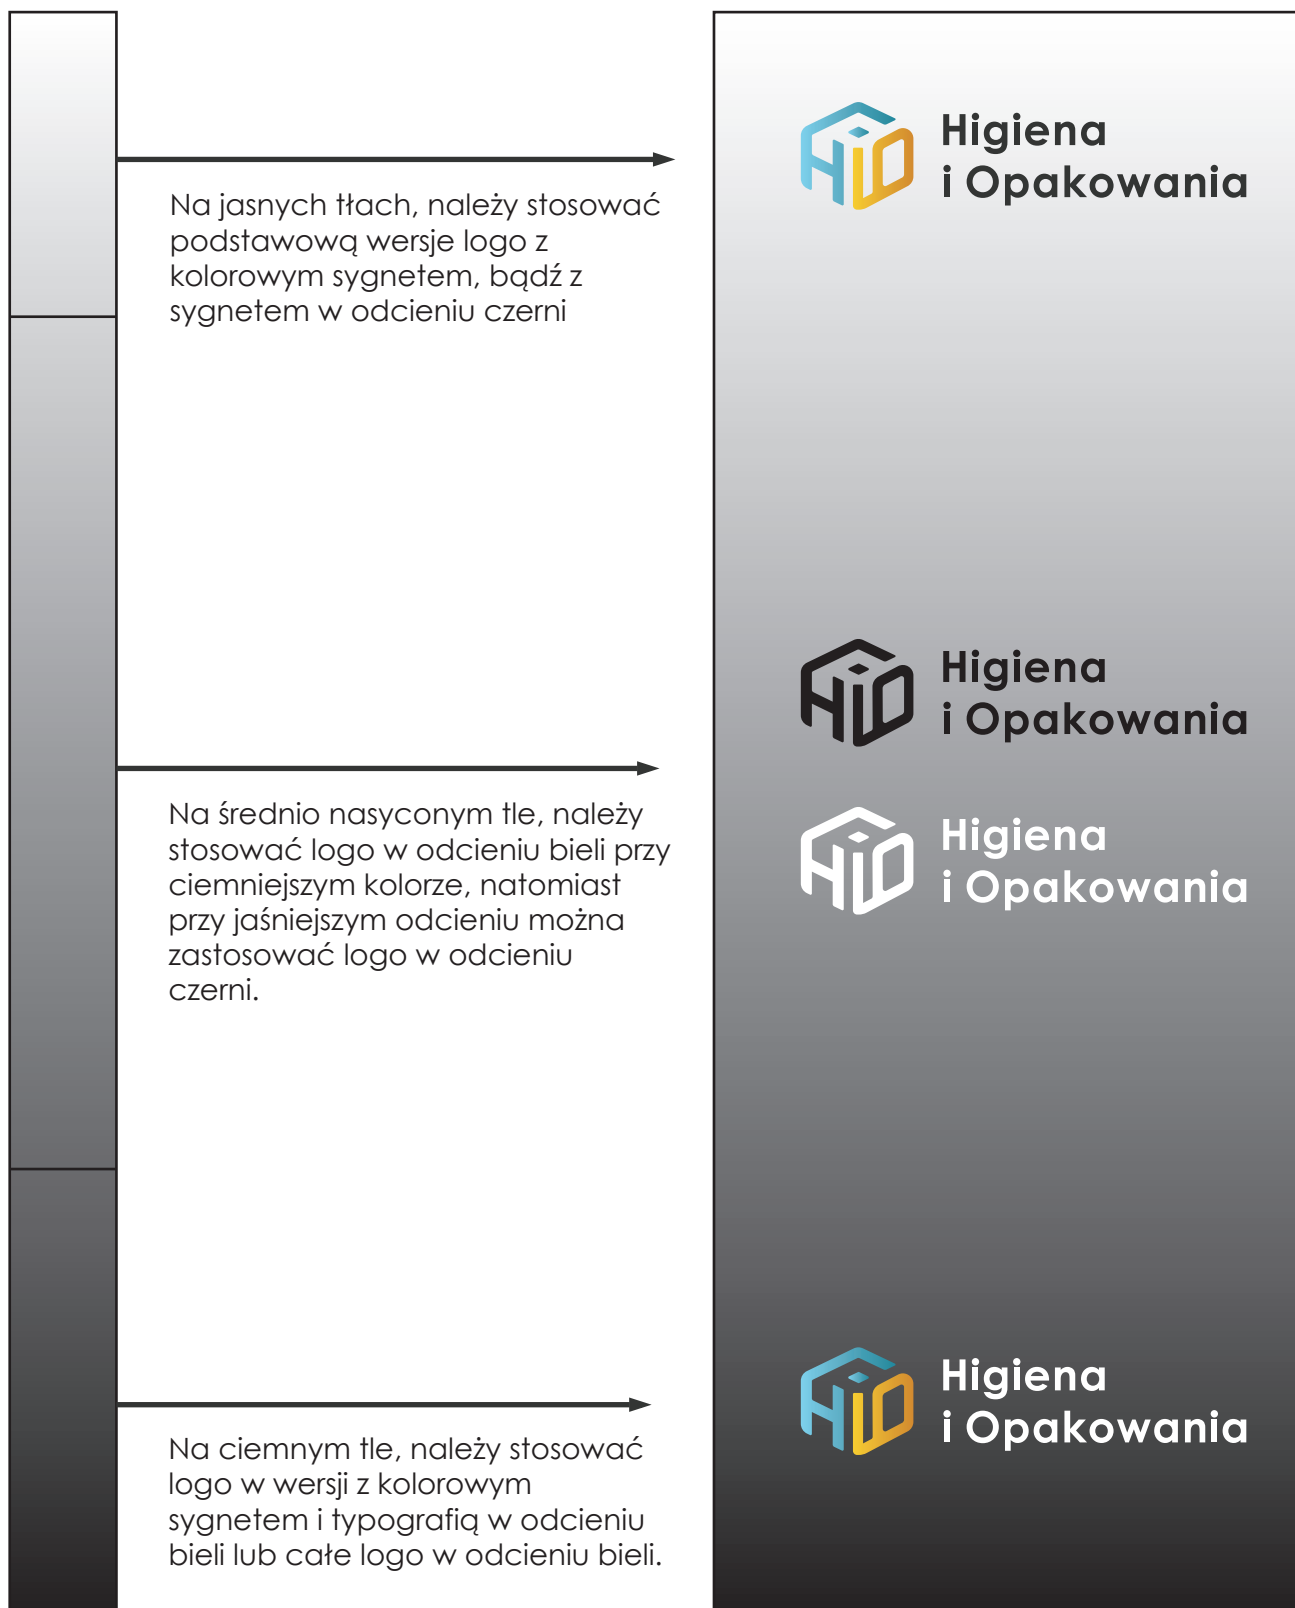 Higiena
i Opakowania
Na jasnych tłach, należy stosować
podstawową wersje logo z
kolorowym sygnetem, bądź z
sygnetem w odcieniu czerni
Higiena
i Opakowania
Na średnio nasyconym tle, należy
stosować logo w odcieniu bieli przy
ciemniejszym kolorze, natomiast
przy jaśniejszym odcieniu można
zastosować logo w odcieniu
czerni.
Higiena
i Opakowania
Higiena
i Opakowania
Na ciemnym tle, należy stosować
logo w wersji z kolorowym
sygnetem i typografią w odcieniu
bieli lub całe logo w odcieniu bieli.